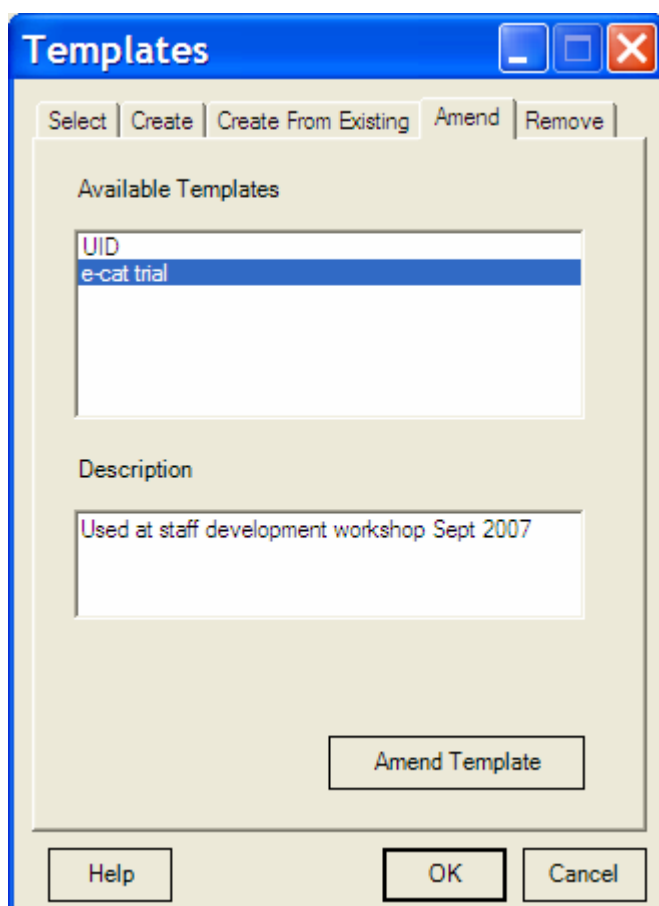 Templates
Select Create Create From Existing Amend Remove
Available Templates
UID
e-cat trial
Description
Used at staff development workshop Sept 2007
Amend Template
Help OK Cancel